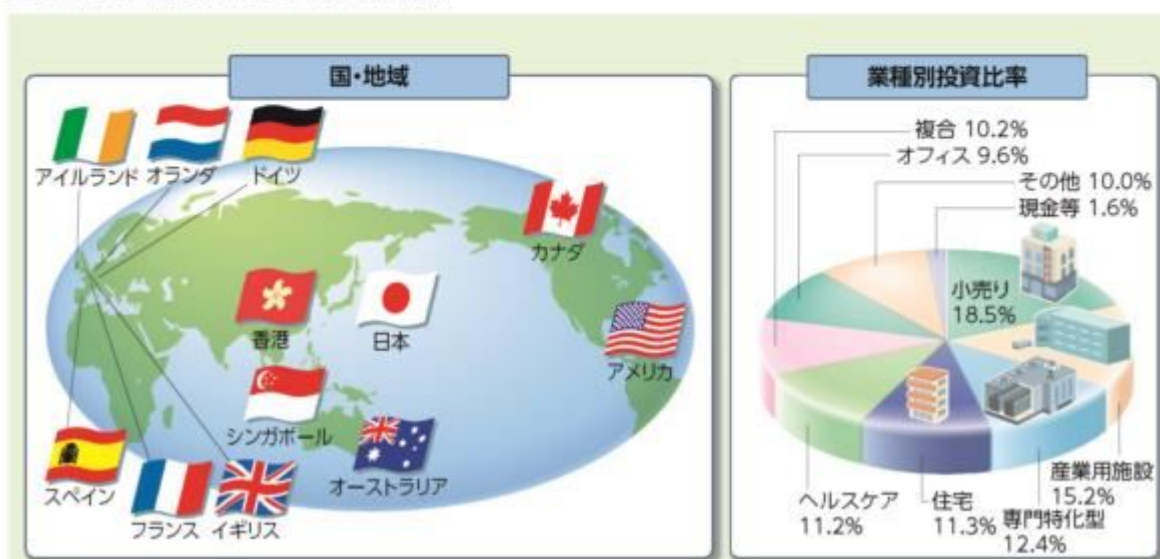 国・地域
アイルランド
オランダ
ドイツ
カナダ
香港
日本
アメリカ
シンガポール
オーストラリア
スペイン
フランス
イギリス
業種別投資比率
複合 10.2%
オフィス 9.6%
その他 10.0%
現金等 1.6%
小売り
18.5%
産業用施設
15.2%
専門特化型
12.4%
住宅
11.3%
ヘルスケア
11.2%